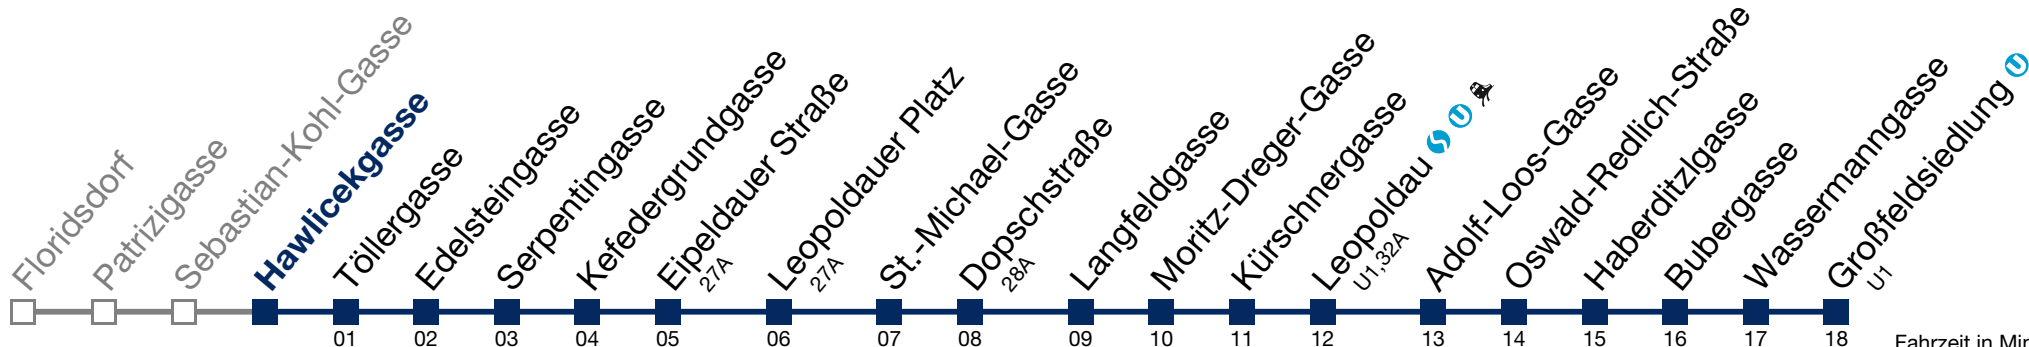 Floridsdorf
Patrizigasse
Sebastian-Kohl-Gasse
Hawlicekgasse
Töllergasse
01
Edelsteingasse
02
Serpentingasse
03
Kefedergrundgasse
04
Eipeldauer Straße
27A
05
Leopoldauer Platz
27A
06
St.-Michael-Gasse
07
Dopschstraße
28A
08
Langfeldgasse
09
Moritz-Dreger-Gasse
10
Kürschnergasse
11
Leopoldau S U
U1,32A
12
Adolf-Loos-Gasse
13
Oswald-Redlich-Straße
14
Haberditzlgasse
15
Bubergasse
16
Wassermanngasse
17
Großfeldsiedlung U
U1
18
Fahrzeit in Min